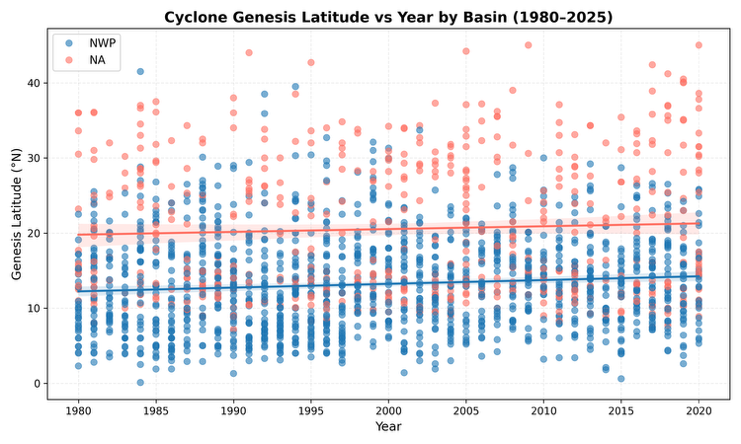 Cyclone Genesis Latitude vs Year by Basin (1980–2025)
NWP
NA
Genesis Latitude (°N)
40
30
20
10
0
1980 1985 1990 1995 2000 2005 2010 2015 2020
Year